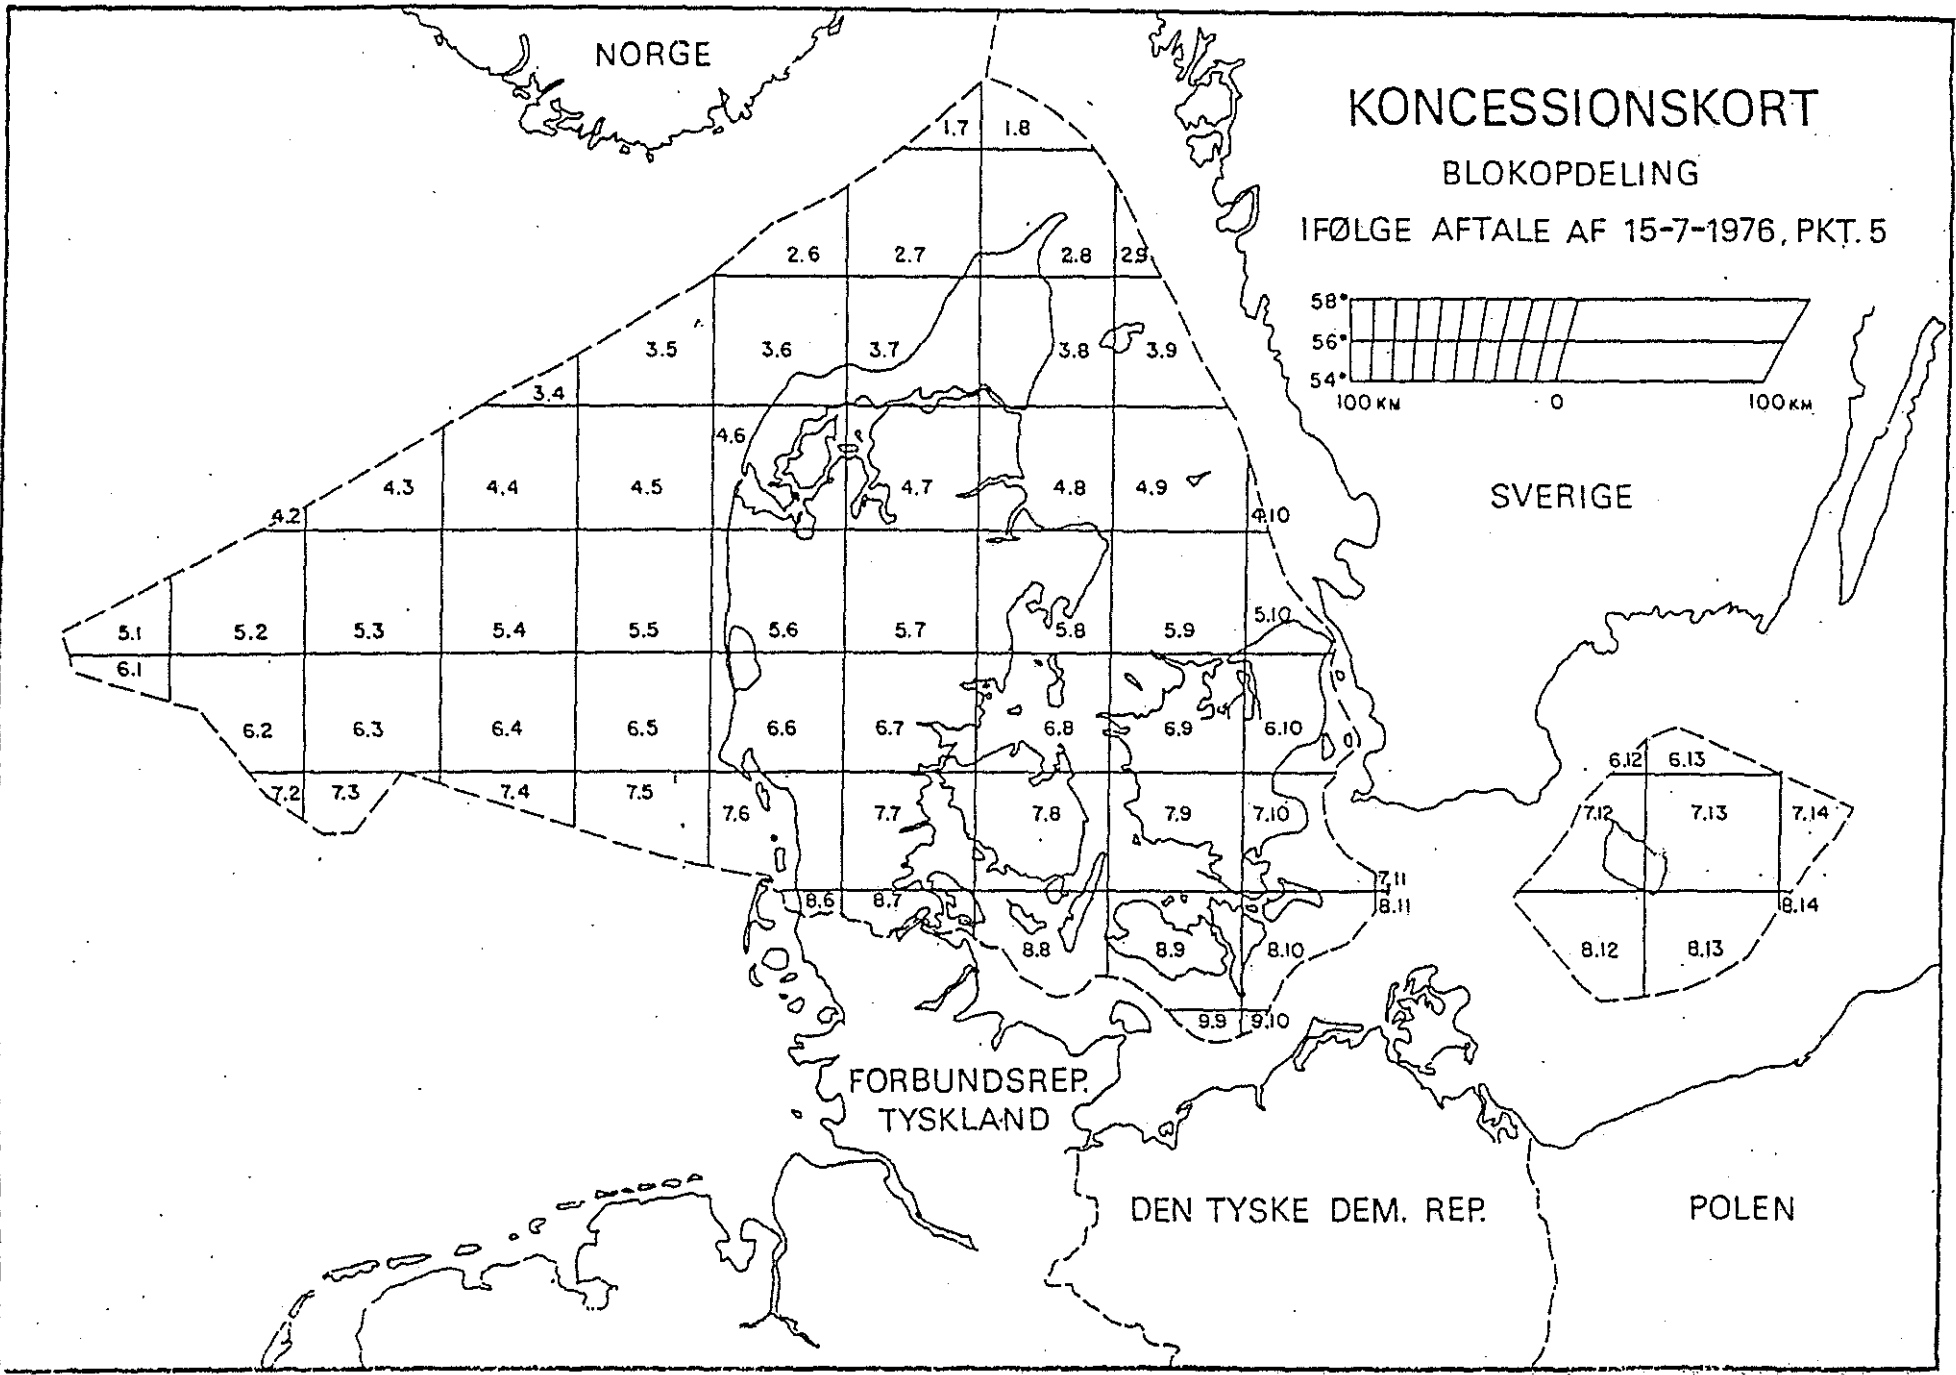 NORGE
KONCESSIONSKORT
BLOKOPDELING
IFØLGE AFTALE AF 15-7-1976, PKT. 5
58°
56°
54°
100 KM 0 100 KM
SVERIGE
1.7 1.8
2.6 2.7 2.8 2.9
3.4 3.5 3.6 3.7 3.8 3.9
4.2 4.3 4.4 4.5 4.6 4.7 4.8 4.9 4.10
5.1 5.2 5.3 5.4 5.5 5.6 5.7 5.8 5.9 5.10
6.1 6.2 6.3 6.4 6.5 6.6 6.7 6.8 6.9 6.10 6.12 6.13
7.2 7.3 7.4 7.5 7.6 7.7 7.8 7.9 7.10 7.11 7.12 7.13 7.14
8.6 8.7 8.8 8.9 8.10 8.11 8.12 8.13 8.14
9.9 9.10
FORBUNDSREP.
TYSKLAND
DEN TYSKE DEM. REP.
POLEN